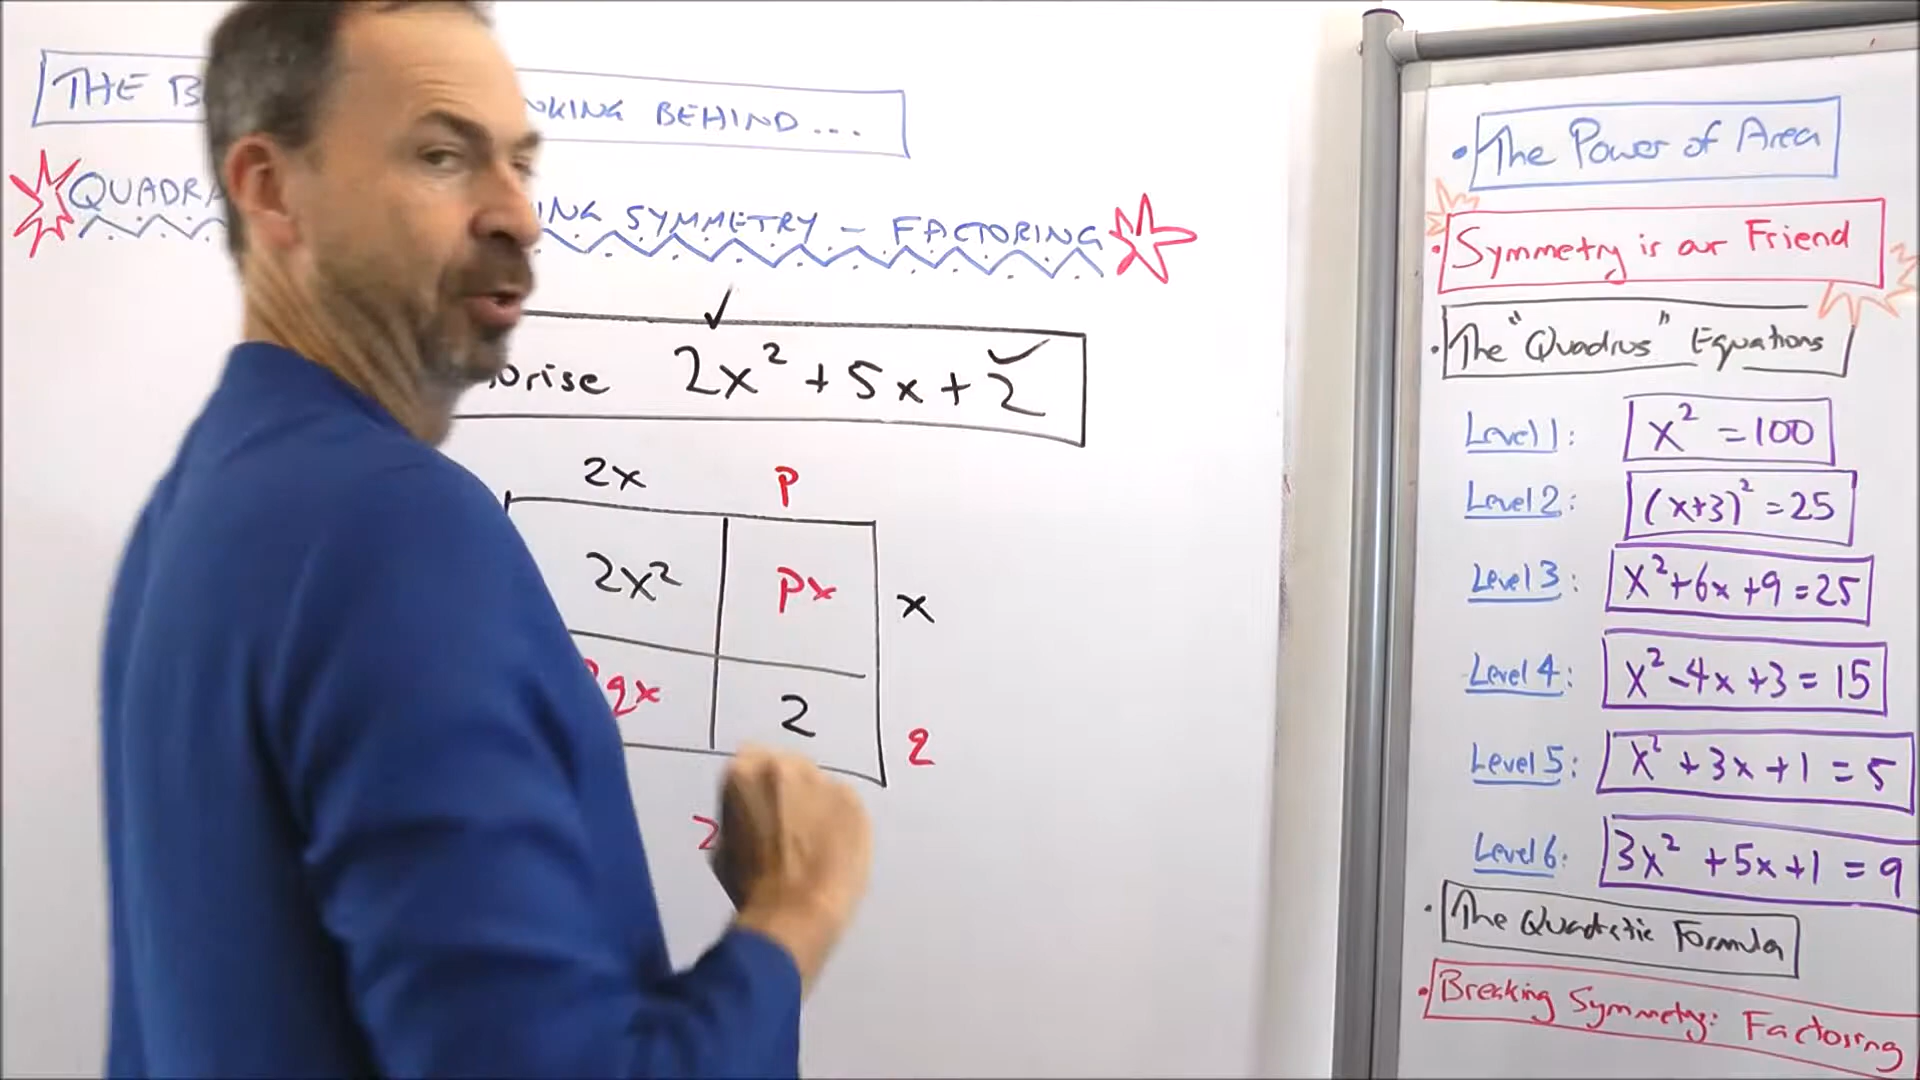 THE B NKING BEHIND...
QUADRA ING SYMMETRY - FACTORING
orise 2x² + 5x + 2
2x p
2x² px x
2qx 2 q
2
• The Power of Area
• Symmetry is our Friend
• The "Quadrus" Equations
Level 1: x² = 100
Level 2: (x+3)² = 25
Level 3: x² + 6x + 9 = 25
Level 4: x² - 4x + 3 = 15
Level 5: x² + 3x + 1 = 5
Level 6: 3x² + 5x + 1 = 9
• The Quadratic Formula
• Breaking Symmetry: Factoring